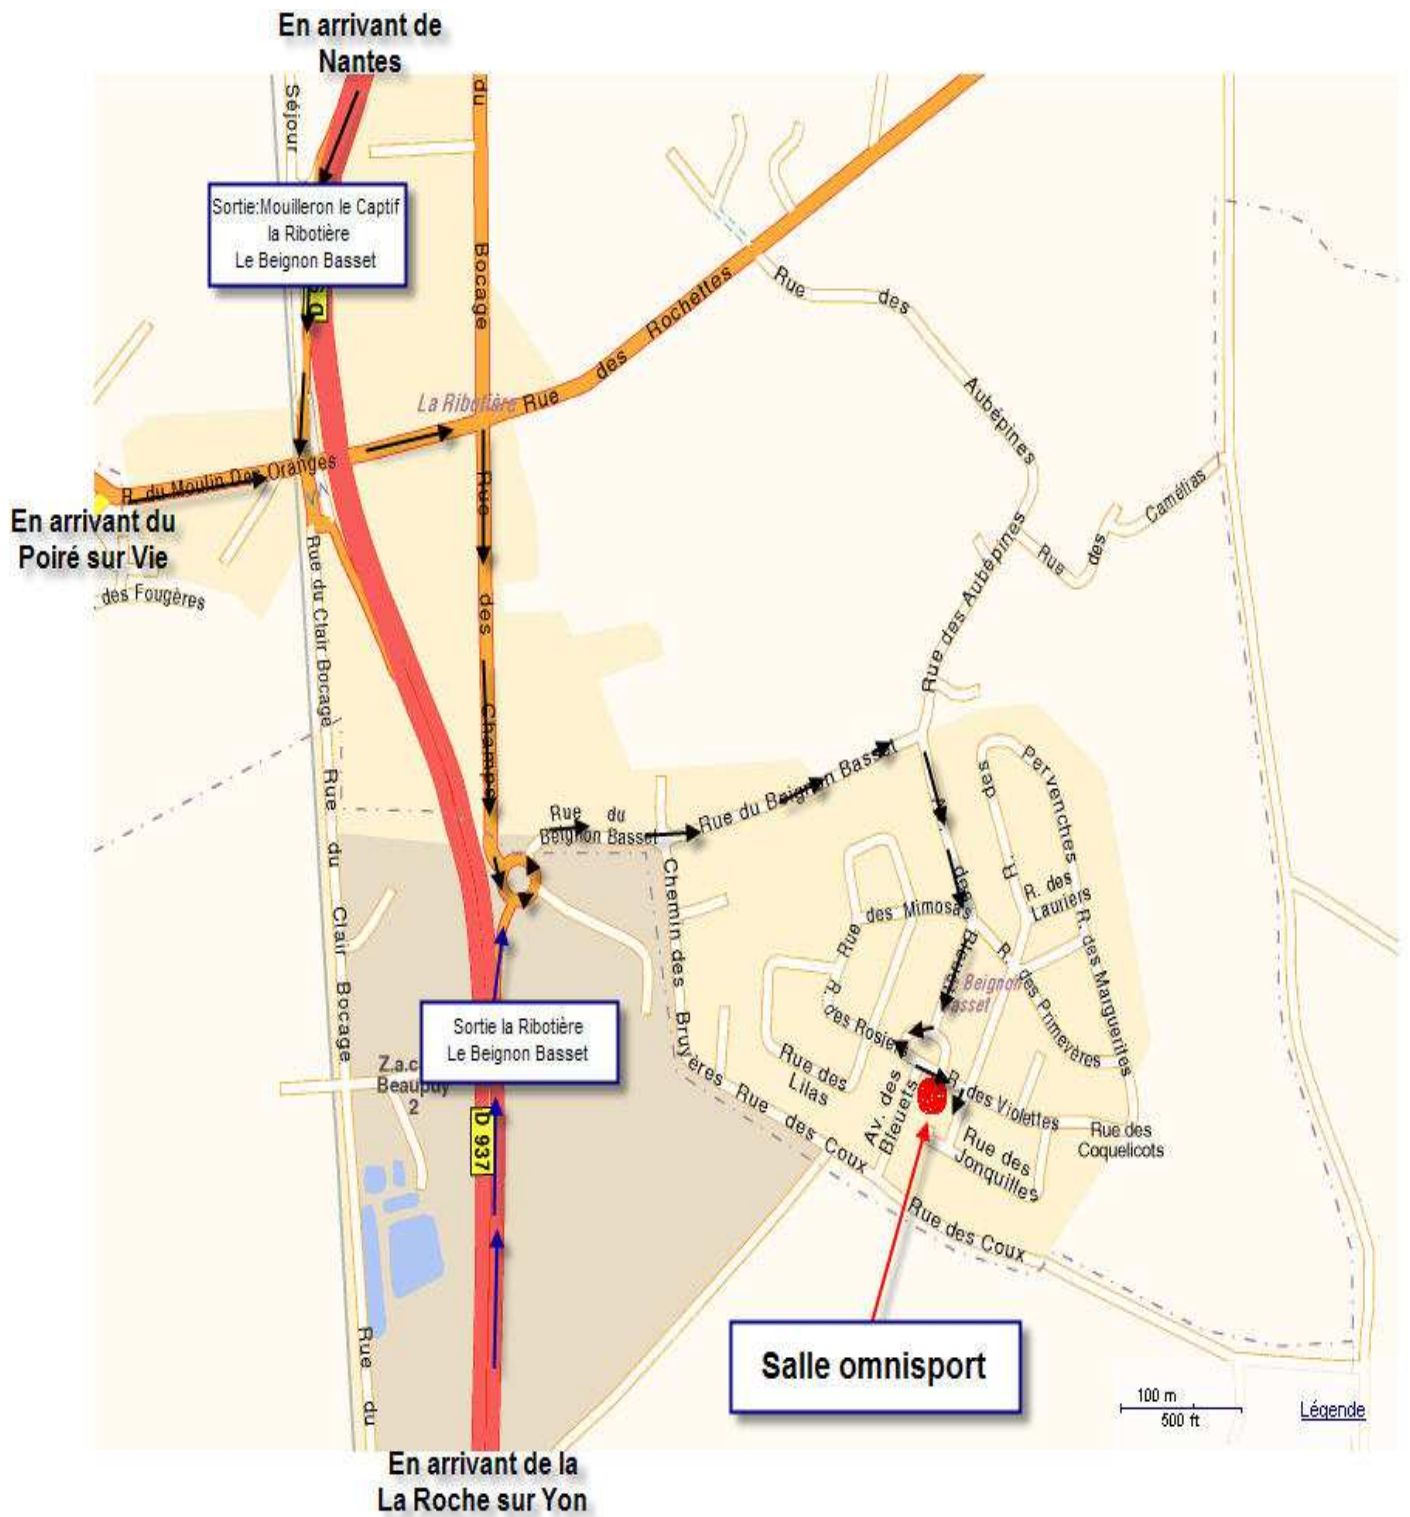 En arrivant de
Nantes
Séjour
du
Sortie:Mouilleron le Captif
la Ribotière
Le Beignon Basset
Bocage
Rue des Rochettes
La Ribotière
Rue des
Aubépines
R. du Moulin Des Oranges
En arrivant du
Poiré sur Vie
des Fougères
Rue des Camélias
Rue des Aubépines
Rue des Champs
Rue du Clair Bocage
Rue du Clair Bocage
Rue du
Beignon Basset
Rue du Beignon Basset
des
Pervenches
R.
R. des
Lauriers
R. des Marguerites
Chemin des Bruyères
Rue des Mimosas
des
R. des Primevères
Beignon
R. des Rosiers
Rue des
Lilas
Av. des
Bleuets
R. des Violettes
Rue des
Coquelicots
Rue des
Jonquilles
Rue des Coux
Rue des Coux
Sortie la Ribotière
Le Beignon Basset
Z.a.c
Beaupuy
2
D 937
Rue du
Salle omnisport
100 m
500 ft
Légende
En arrivant de la
La Roche sur Yon